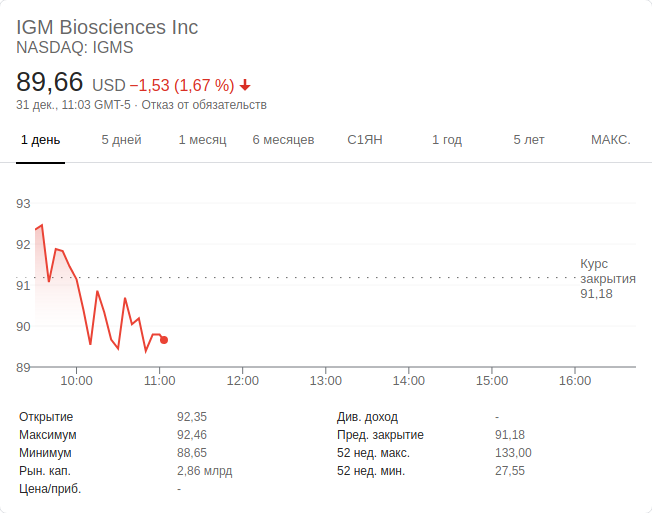 IGM Biosciences Inc
NASDAQ: IGMS
89,66 USD −1,53 (1,67 %)
31 дек., 11:03 GMT-5 · Отказ от обязательств
1 день 5 дней 1 месяц 6 месяцев С1ЯН 1 год 5 лет МАКС.
93
92
91
90
89
Курс
закрытия
91,18
10:00 11:00 12:00 13:00 14:00 15:00 16:00
Открытие 92,35 Див. доход -
Максимум 92,46 Пред. закрытие 91,18
Минимум 88,65 52 нед. макс. 133,00
Рын. кап. 2,86 млрд 52 нед. мин. 27,55
Цена/приб. -